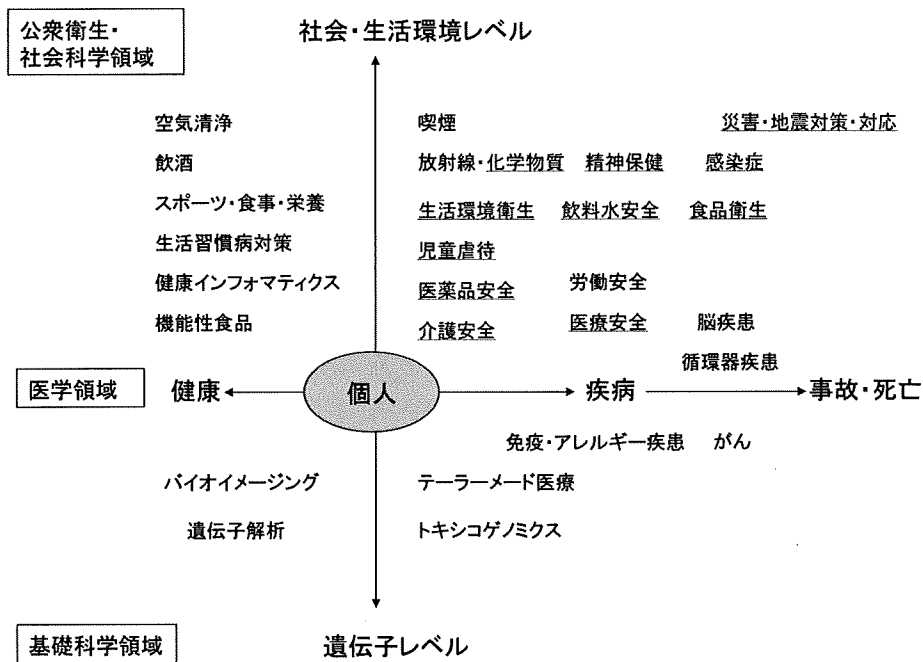 公衆衛生・
社会科学領域
社会・生活環境レベル
空気清浄
喫煙
災害・地震対策・対応
飲酒
放射線・化学物質 精神保健 感染症
スポーツ・食事・栄養
生活環境衛生 飲料水安全 食品衛生
生活習慣病対策
児童虐待
健康インフォマティクス
医薬品安全 労働安全
機能性食品
介護安全 医療安全 脳疾患
循環器疾患
医学領域
健康
個人
疾病
事故・死亡
免疫・アレルギー疾患 がん
バイオイメージング
テーラーメード医療
遺伝子解析
トキシコゲノミクス
基礎科学領域
遺伝子レベル